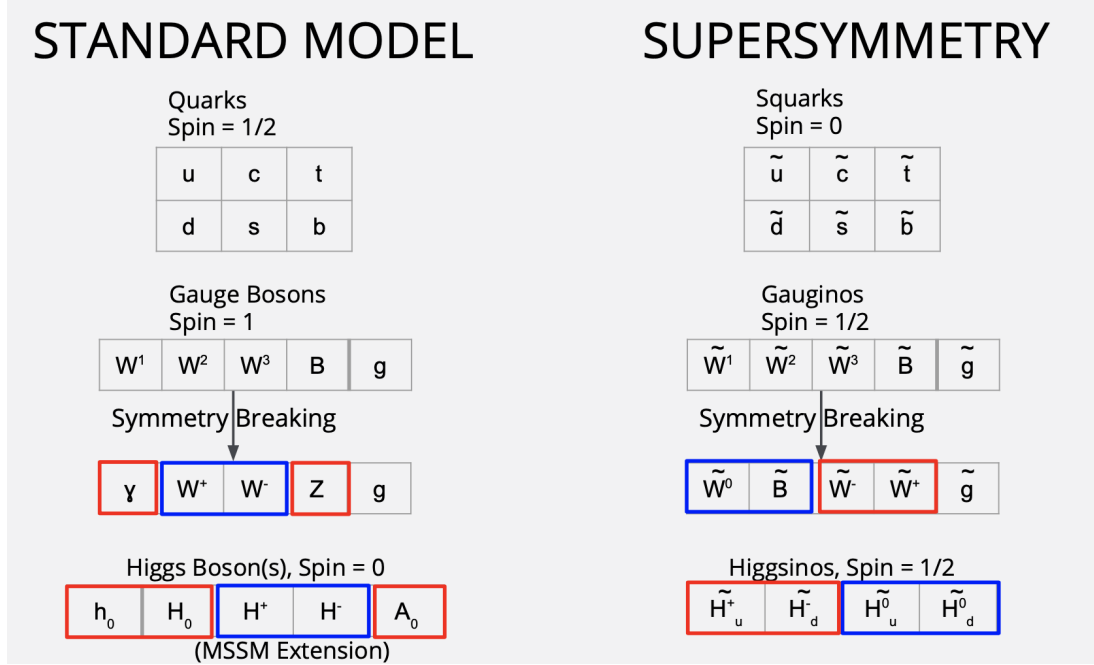 STANDARD MODEL
SUPERSYMMETRY
Quarks
Spin = 1/2
u c t
d s b
Squarks
Spin = 0
ũ c̃ t̃
d̃ s̃ b̃
Gauge Bosons
Spin = 1
W¹ W² W³ B g
Symmetry Breaking
ɣ W⁺ W⁻ Z g
Gauginos
Spin = 1/2
W̃¹ W̃² W̃³ B̃ g̃
Symmetry Breaking
W̃⁰ B̃ W̃⁻ W̃⁺ g̃
Higgs Boson(s), Spin = 0
h₀ H₀ H⁺ H⁻ A₀
(MSSM Extension)
Higgsinos, Spin = 1/2
H̃⁺u H̃⁻d H̃⁰u H̃⁰d